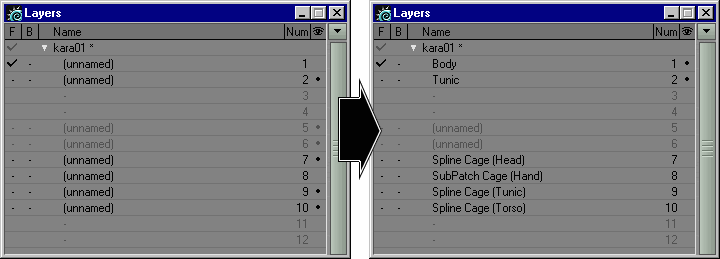 Layers
F B Name Num
kara01 *
(unnamed) 1
(unnamed) 2
- 3
- 4
- - (unnamed) 5
- - (unnamed) 6
- - (unnamed) 7
- - (unnamed) 8
- - (unnamed) 9
- - (unnamed) 10
- 11
- 12
Layers
F B Name Num
kara01 *
Body 1
Tunic 2
- 3
- 4
- - (unnamed) 5
- - (unnamed) 6
- - Spline Cage (Head) 7
- - SubPatch Cage (Hand) 8
- - Spline Cage (Tunic) 9
- - Spline Cage (Torso) 10
- 11
- 12